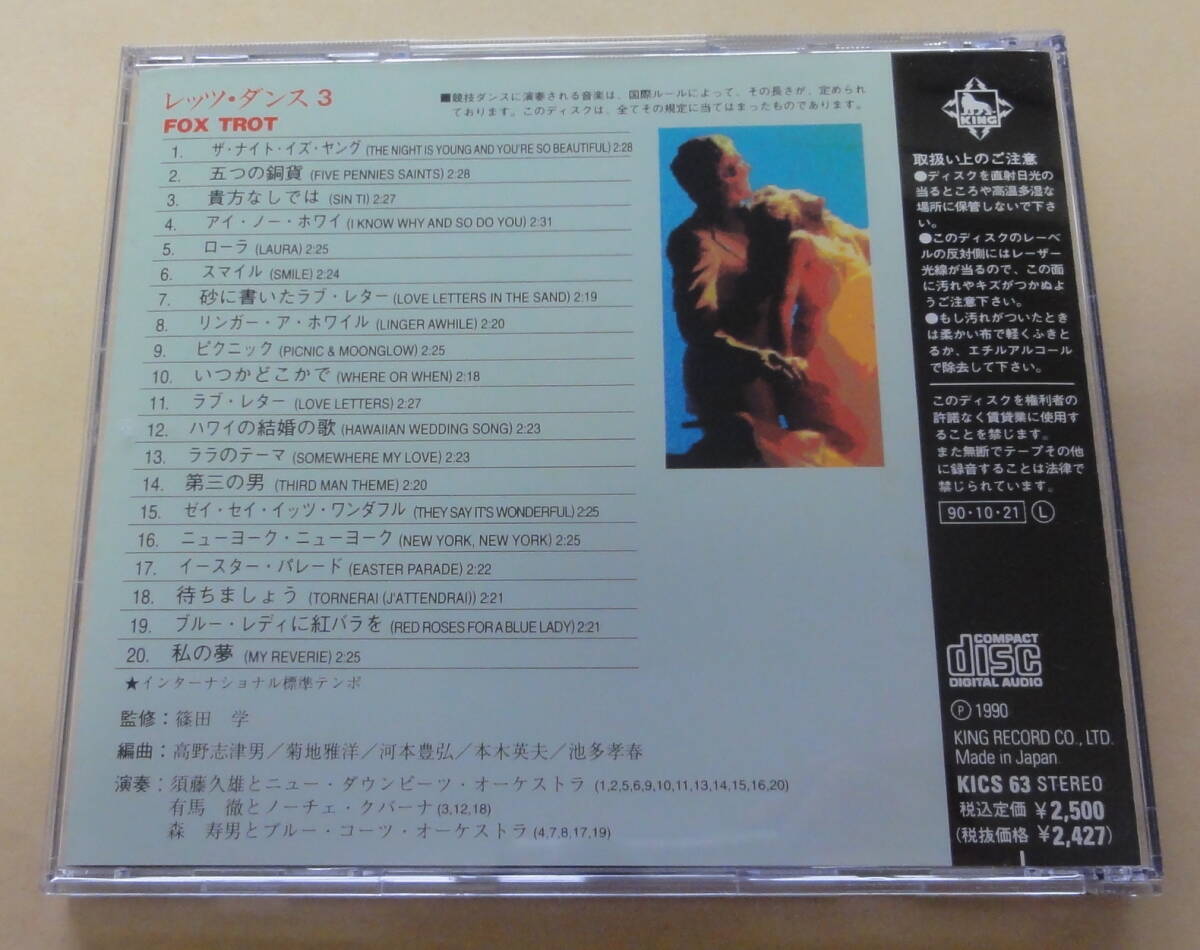 レッツ・ダンス 3
FOX TROT
■競技ダンスに演奏される音楽は、国際ルールによって、その長さが、定められ
ております。このディスクは、全てその規定に当てはまったものであります。
1. ザ・ナイト・イズ・ヤング (THE NIGHT IS YOUNG AND YOU'RE SO BEAUTIFUL) 2:28
2. 五つの銅貨 (FIVE PENNIES SAINTS) 2:28
3. 貴方なしでは (SIN TI) 2:27
4. アイ・ノー・ホワイ (I KNOW WHY AND SO DO YOU) 2:31
5. ローラ (LAURA) 2:25
6. スマイル (SMILE) 2:24
7. 砂に書いたラブ・レター (LOVE LETTERS IN THE SAND) 2:19
8. リンガー・ア・ホワイル (LINGER AWHILE) 2:20
9. ピクニック (PICNIC & MOONGLOW) 2:25
10. いつかどこかで (WHERE OR WHEN) 2:18
11. ラブ・レター (LOVE LETTERS) 2:27
12. ハワイの結婚の歌 (HAWAIIAN WEDDING SONG) 2:23
13. ララのテーマ (SOMEWHERE MY LOVE) 2:23
14. 第三の男 (THIRD MAN THEME) 2:20
15. ゼイ・セイ・イッツ・ワンダフル (THEY SAY IT'S WONDERFUL) 2:25
16. ニューヨーク・ニューヨーク (NEW YORK, NEW YORK) 2:25
17. イースター・パレード (EASTER PARADE) 2:22
18. 待ちましょう (TORNERAI (J'ATTENDRAI)) 2:21
19. ブルー・レディに紅バラを (RED ROSES FOR A BLUE LADY) 2:21
20. 私の夢 (MY REVERIE) 2:25
★インターナショナル標準テンポ
監修：篠田 学
編曲：高野志津男／菊地雅洋／河本豊弘／本木英夫／池多孝春
演奏：須藤久雄とニュー・ダウンビーツ・オーケストラ (1,2,5,6,9,10,11,13,14,15,16,20)
有馬 徹とノーチェ・クバーナ (3,12,18)
森 寿男とブルー・コーツ・オーケストラ (4,7,8,17,19)
KING
取扱い上のご注意
●ディスクを直射日光の
当るところや高温多湿な
場所に保管しないで下さ
い。
●このディスクのレーベ
ルの反対側にはレーザー
光線が当るので、この面
に汚れやキズがつかぬよ
うご注意下さい。
●もし汚れがついたとき
は柔かい布で軽くふきと
るか、エチルアルコール
で除去して下さい。
このディスクを権利者の
許諾なく賃貸業に使用す
ることを禁じます。
また無断でテープその他
に録音することは法律で
禁じられています。
90・10・21 Ⓛ
COMPACT
disc
DIGITAL AUDIO
Ⓟ 1990
KING RECORD CO., LTD.
Made in Japan
KICS 63 STEREO
税込定価 ¥2,500
(税抜価格 ¥2,427)